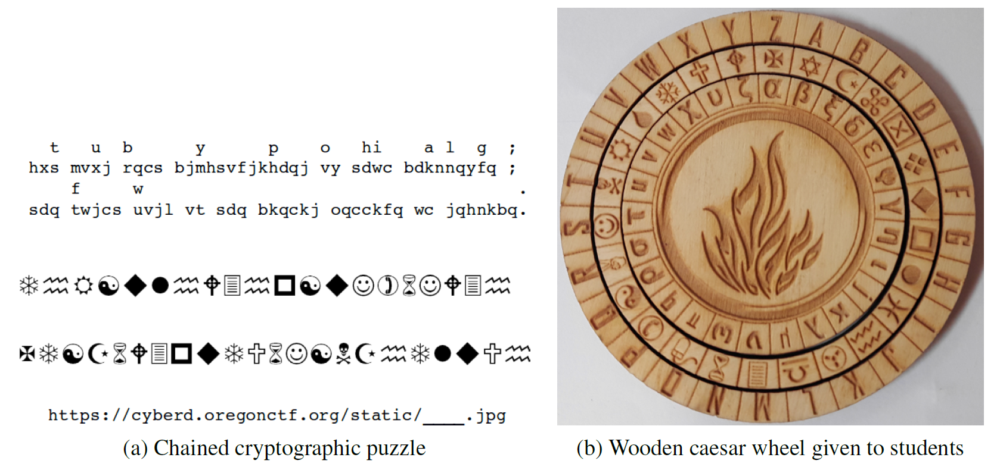 t u b y p o hi a l g ;
hxs mvxj rqcs bjmhsvfjkhdqj vy sdwc bdknnqyfq ;
f w .
sdq twjcs uvjl vt sdq bkqckj oqcckfq wc jqhnkbq.
https://cyberd.oregonctf.org/static/____.jpg
(a) Chained cryptographic puzzle
Z A B C D E F G H I J K L M N O P Q R S T U V W X Y
α β ξ δ ε γ η ι j κ λ μ ν ω π q ρ σ τ u v w χ υ ζ
(b) Wooden caesar wheel given to students